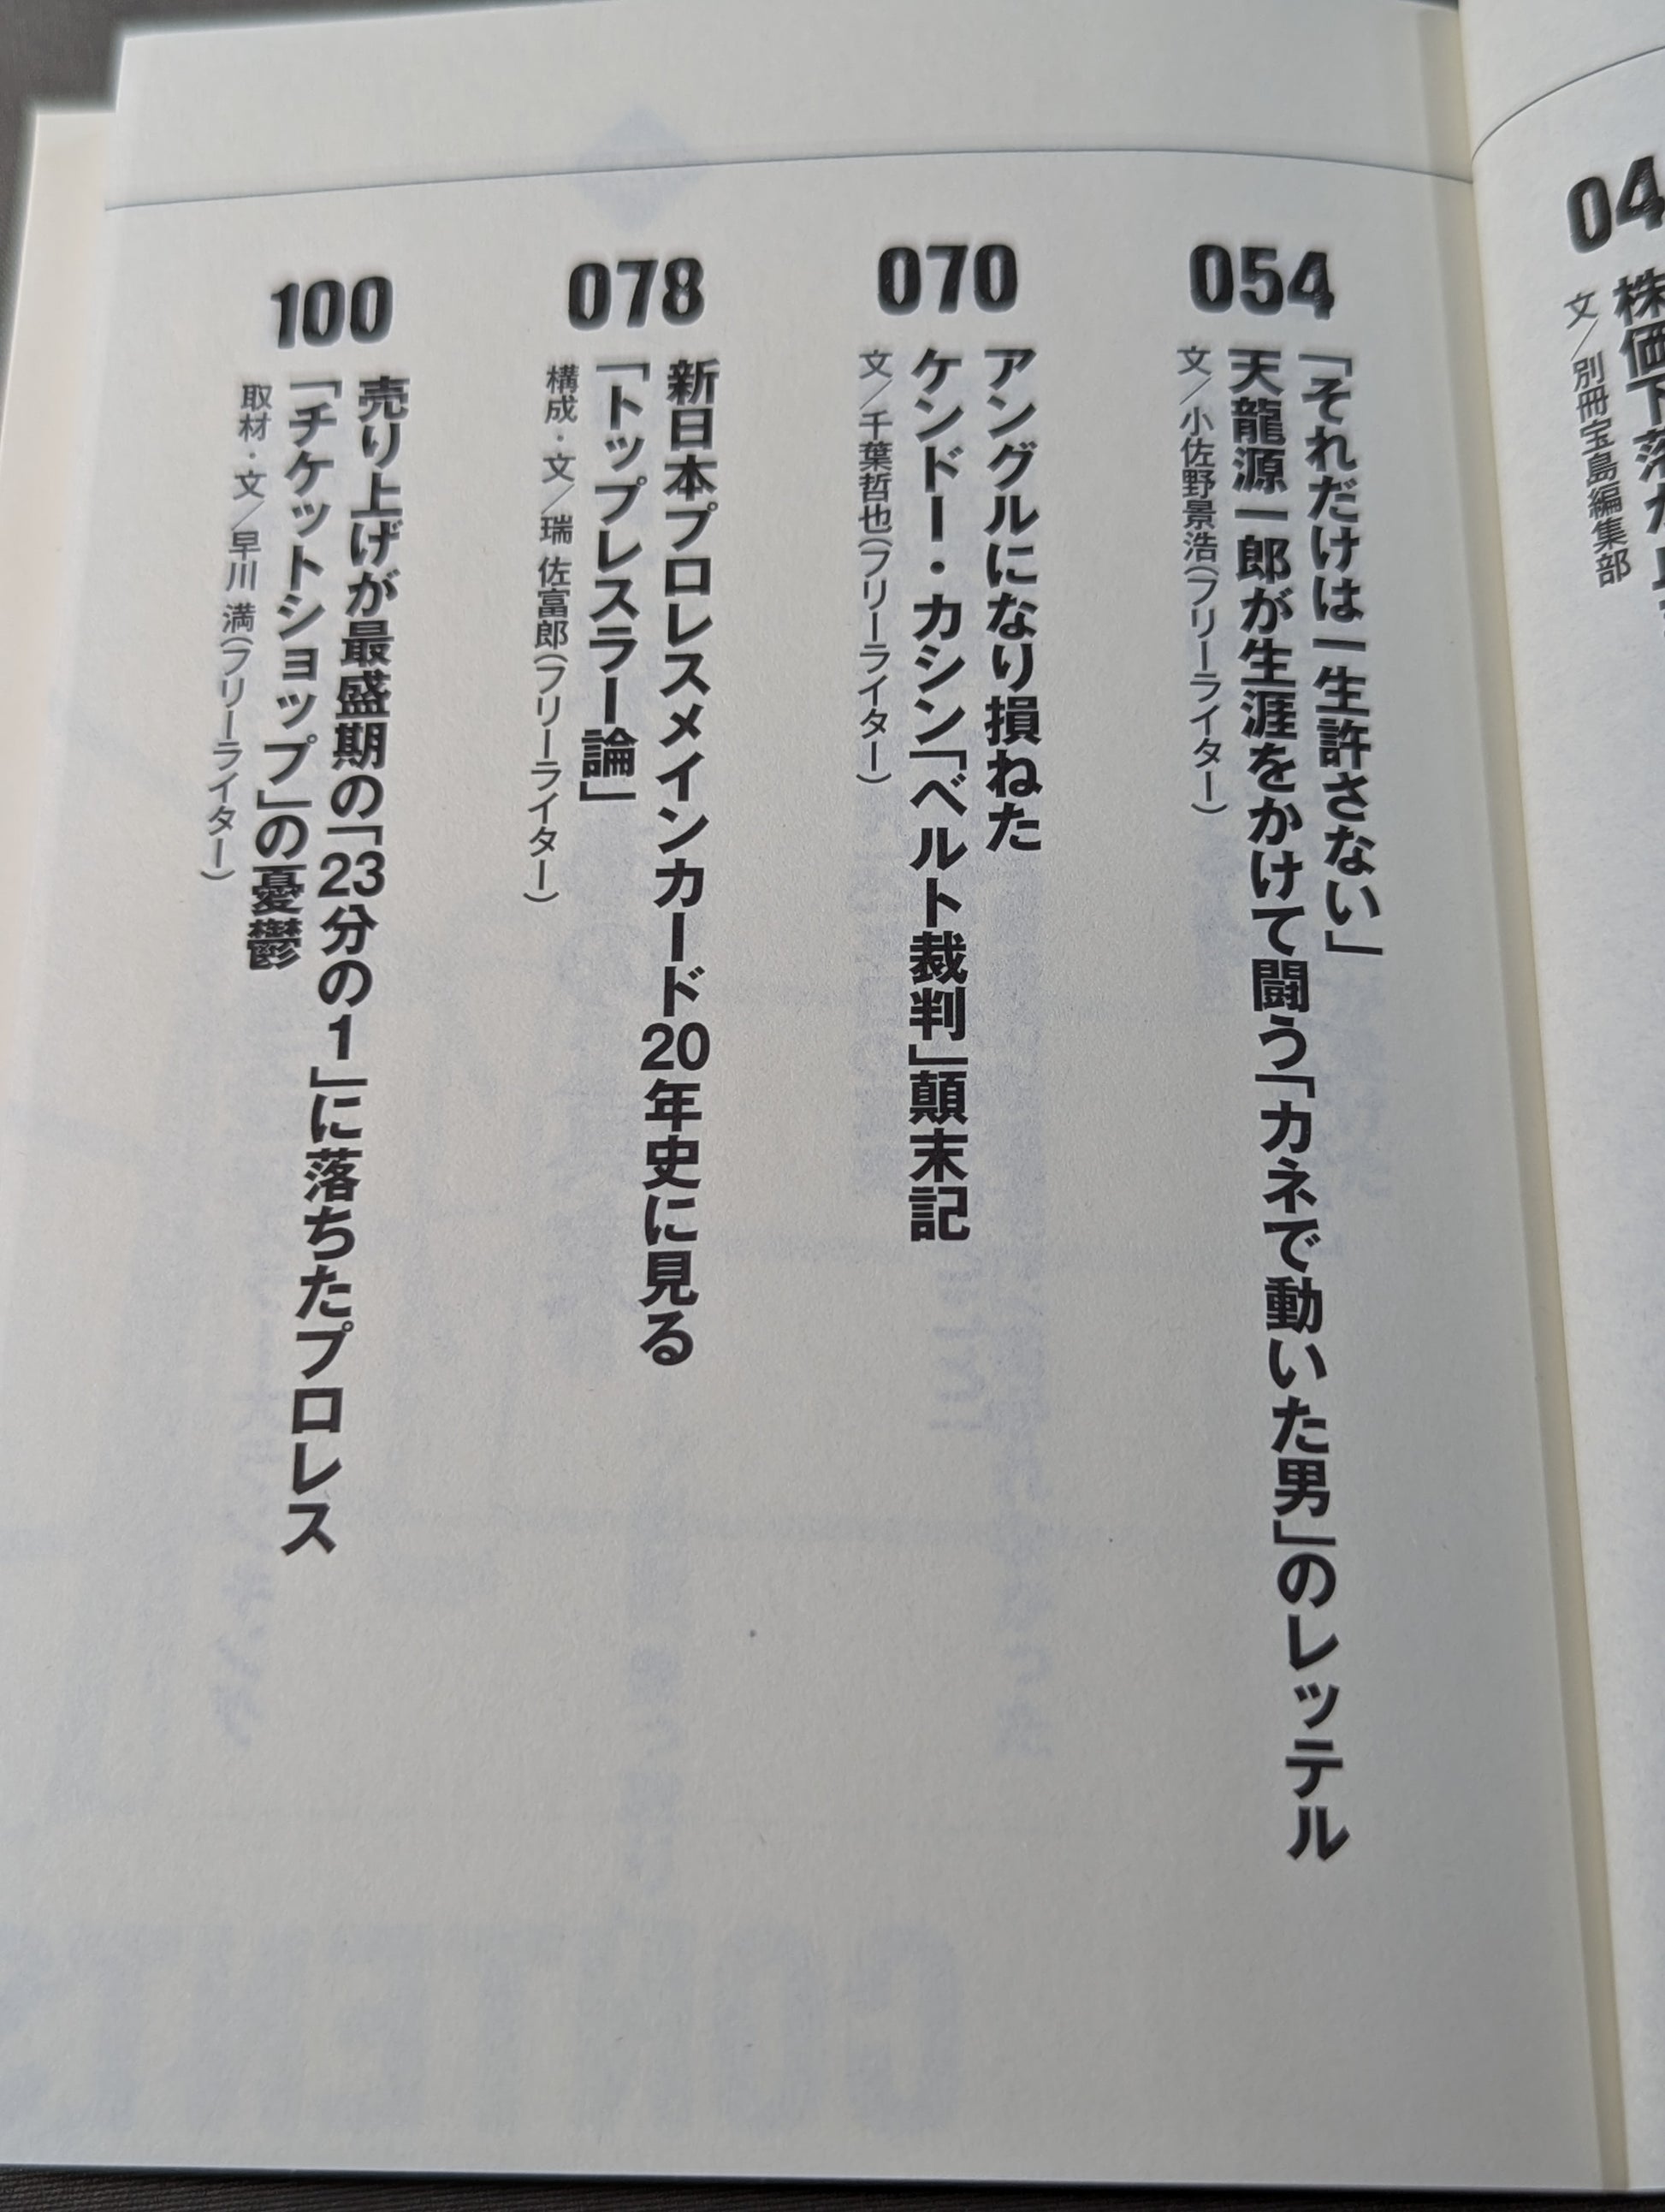 04
株価下落が
文／別冊宝島編集部
054
「それだけは一生許さない」
天龍源一郎が生涯をかけて闘う「カネで動いた男」のレッテル
文／小佐野景浩(フリーライター)
070
アングルになり損ねた
ケンドー・カシン「ベルト裁判」顛末記
文／千葉哲也(フリーライター)
078
新日本プロレスメインカード20年史に見る
「トップレスラー論」
構成・文／瑞 佐富郎(フリーライター)
100
売り上げが最盛期の「23分の1」に落ちたプロレス
「チケットショップ」の憂鬱
取材・文／早川 満(フリーライター)